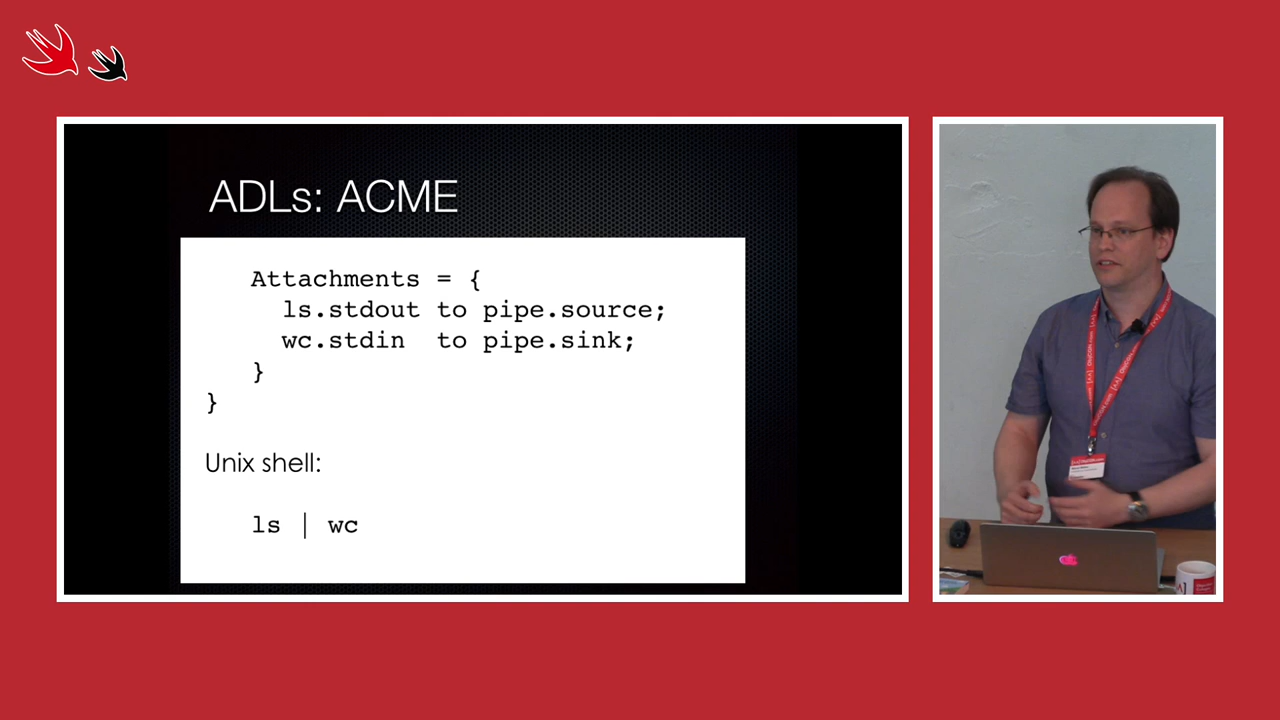 ADLs: ACME
Attachments = {
ls.stdout to pipe.source;
wc.stdin to pipe.sink;
}
}
Unix shell:
ls | wc